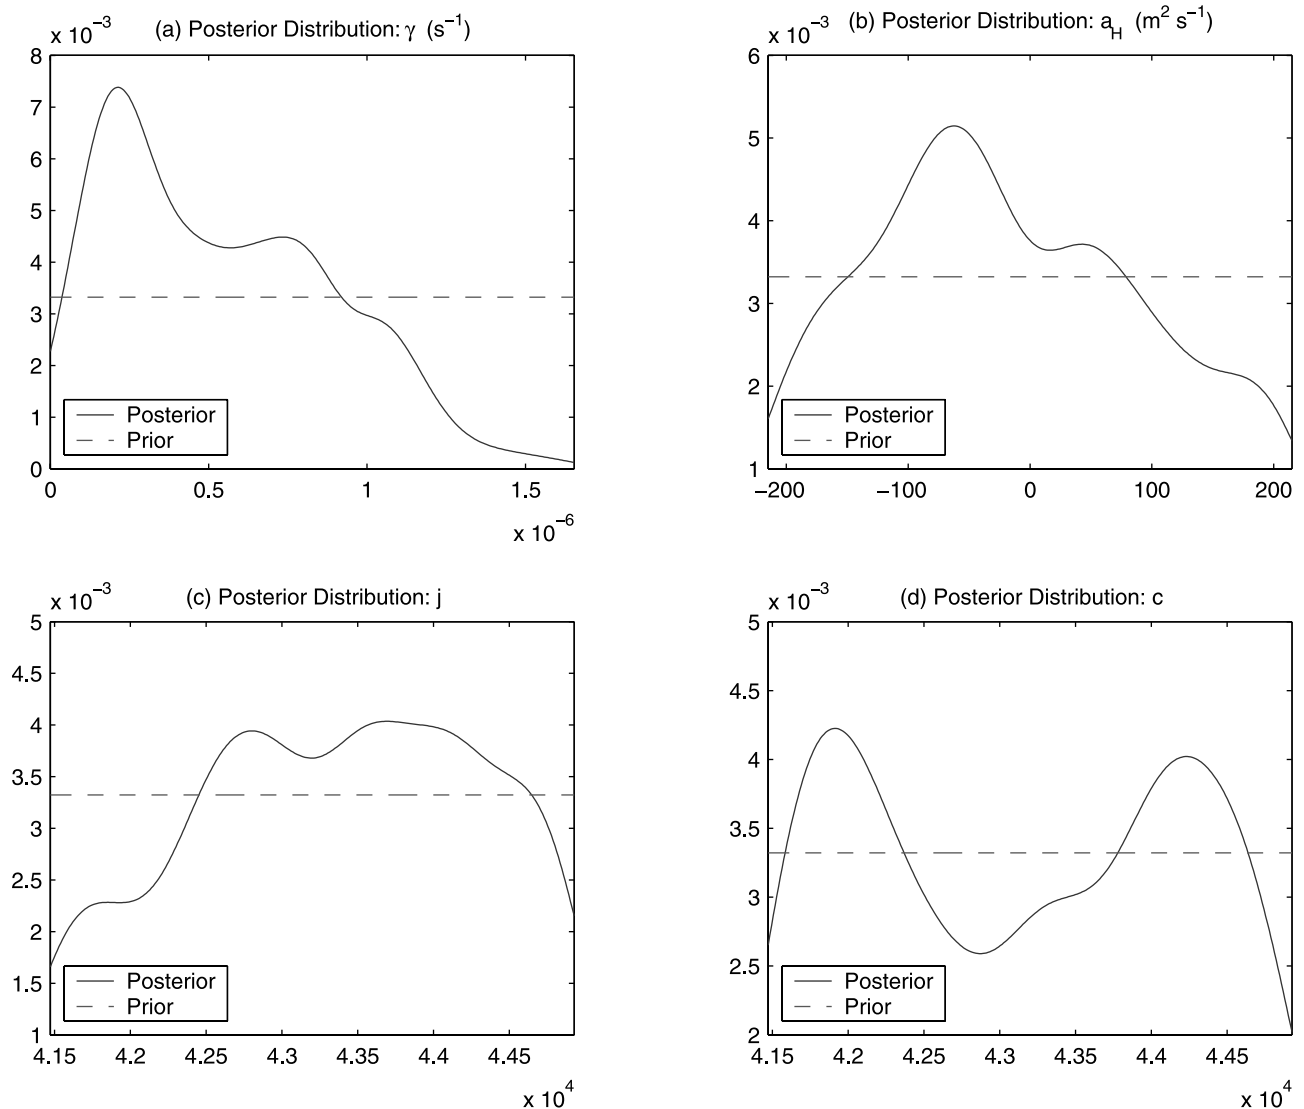 (a) Posterior Distribution: γ (s⁻¹)
x 10⁻³
8
7
6
5
4
3
2
1
0
Posterior
Prior
0 0.5 1 1.5
x 10⁻⁶
(b) Posterior Distribution: a_H (m² s⁻¹)
x 10⁻³
6
5
4
3
2
1
Posterior
Prior
−200 −100 0 100 200
(c) Posterior Distribution: j
x 10⁻³
5
4.5
4
3.5
3
2.5
2
1.5
1
Posterior
Prior
4.15 4.2 4.25 4.3 4.35 4.4 4.45
x 10⁴
(d) Posterior Distribution: c
x 10⁻³
5
4.5
4
3.5
3
2.5
2
Posterior
Prior
4.15 4.2 4.25 4.3 4.35 4.4 4.45
x 10⁴